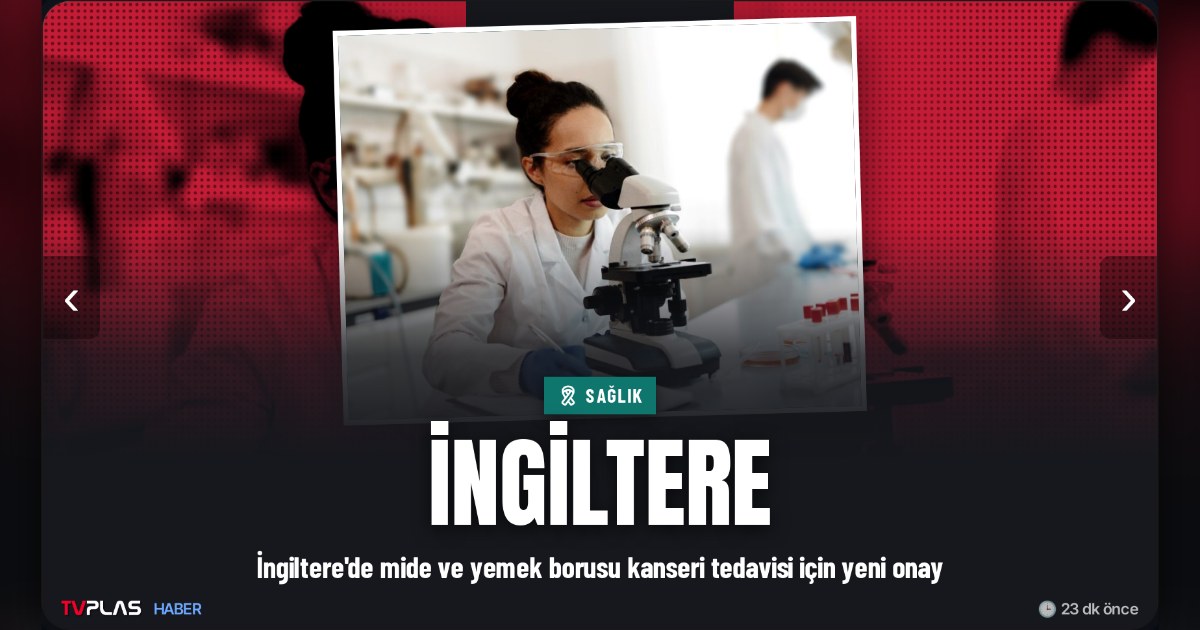 SAĞLIK
İNGİLTERE
İngiltere'de mide ve yemek borusu kanseri tedavisi için yeni onay
TVPLAS HABER
23 dk önce